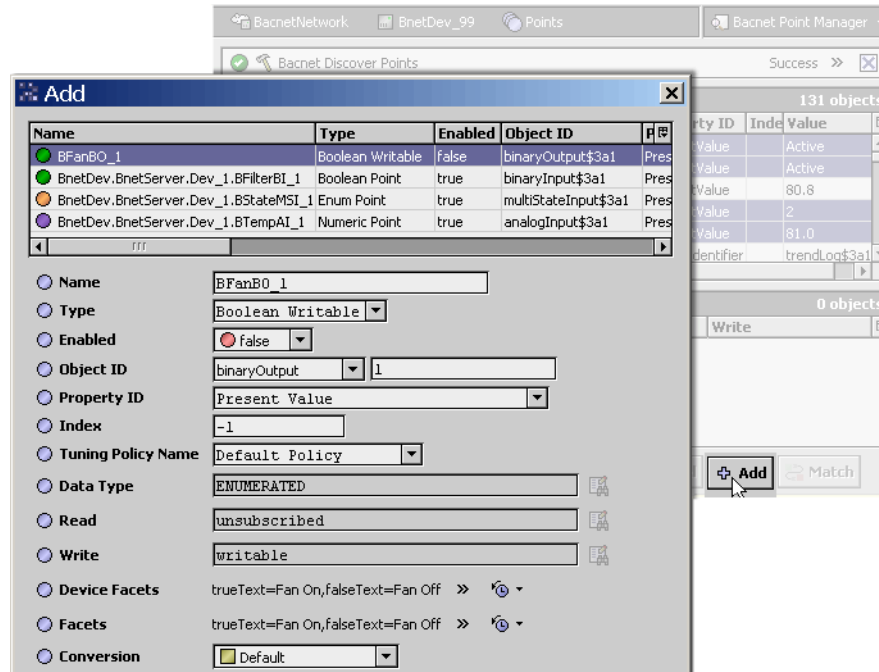 BacnetNetwork BnetDev_99 Points Bacnet Point Manager
Bacnet Discover Points Success »
Add
131 objects
Name Type Enabled Object ID P
rty ID Inde Value
BFanBO_1 Boolean Writable false binaryOutput$3a1 Pres
tValue Active
BnetDev.BnetServer.Dev_1.BFilterBI_1 Boolean Point true binaryInput$3a1 Pres
tValue Active
BnetDev.BnetServer.Dev_1.BStateMSI_1 Enum Point true multiStateInput$3a1 Pres
tValue 80.8
BnetDev.BnetServer.Dev_1.BTempAI_1 Numeric Point true analogInput$3a1 Pres
tValue 2
tValue 81.0
dentifier trendLog$3a1
Name BFanBO_1
0 objects
Type Boolean Writable
Write
Enabled false
Object ID binaryOutput 1
Property ID Present Value
Index -1
Tuning Policy Name Default Policy
Add Match
Data Type ENUMERATED
Read unsubscribed
Write writable
Device Facets trueText=Fan On,falseText=Fan Off »
Facets trueText=Fan On,falseText=Fan Off »
Conversion Default